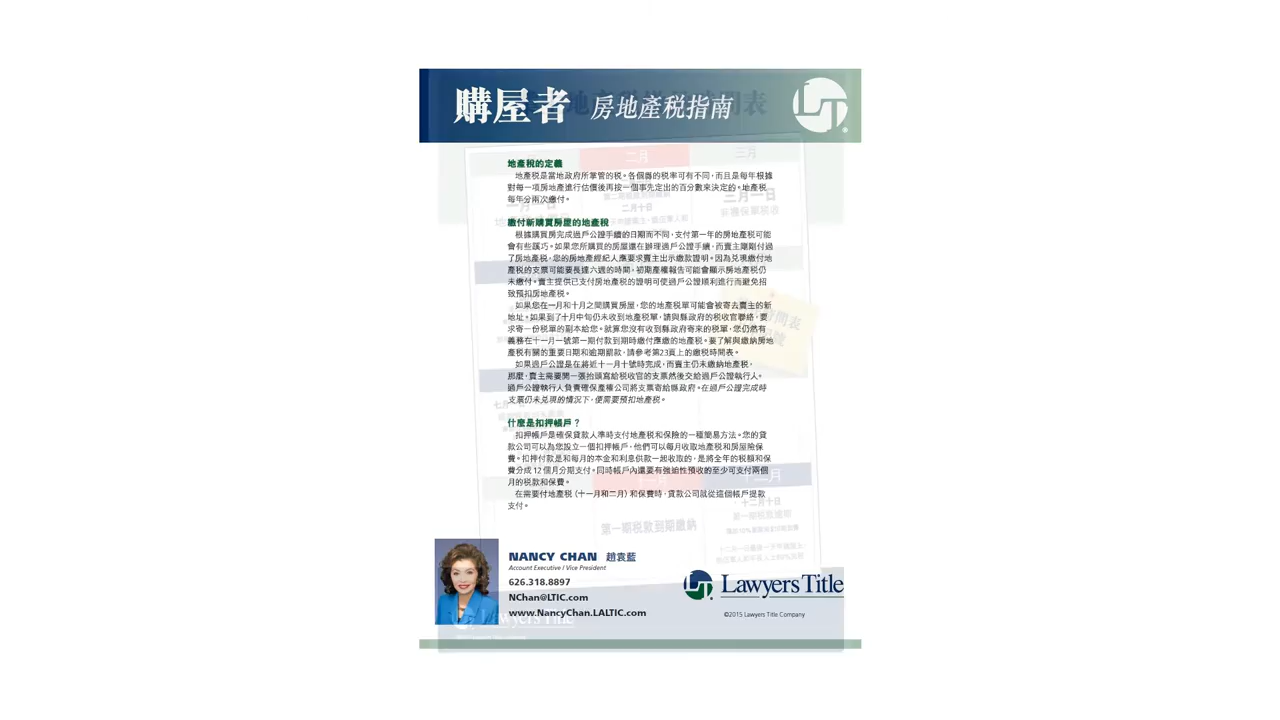 購屋者 房地產稅指南
LT
地產稅的定義
地產稅是當地政府所掌管的稅。各個縣的稅率可有不同,而且是每年根據
對每一項房地產進行估價後再按一個事先定出的百分數來決定的。地產稅
每年分兩次繳付。
繳付新購買房屋的地產稅
根據購買房完成過戶公證手續的日期而不同,支付第一年的房地產稅可能
會有些蹊巧。如果您所購買的房屋還在辦理過戶公證手續,而賣主剛剛付過
了房地產稅,您的房地產經紀人應要求賣主出示繳款證明。因為兌現繳付地
產稅的支票可能要長達六週的時間,初期產權報告可能會顯示房地產稅仍
未繳付。賣主提供已支付房地產稅的證明可使過戶公證順利進行而避免招
致預扣房地產稅。
如果您在一月和十月之間購買房屋,您的地產稅單可能會被寄去賣主的新
地址。如果到了十月中旬仍未收到地產稅單,請與縣政府的稅收官聯絡,要
求寄一份稅單的副本給您。就算您沒有收到縣政府寄來的稅單,您仍然有
義務在十一月一號第一期付款到期時繳付應繳的地產稅。要了解與繳納房地
產稅有關的重要日期和逾期罰款,請參考第23頁上的繳稅時間表。
如果過戶公證是在將近十一月十號時完成,而賣主仍未繳納地產稅,
那麼,賣主需要開一張抬頭寫給稅收官的支票然後交給過戶公證執行人。
過戶公證執行人負責確保產權公司將支票寄給縣政府。在過戶公證完成時
支票仍未兌現的情況下,便需要預扣地產稅。
什麼是扣押帳戶？
扣押帳戶是確保貸款人準時支付地產稅和保險的一種簡易方法。您的貸
款公司可以為您設立一個扣押帳戶,他們可以每月收取地產稅和房屋險保
費。扣押付款是和每月的本金和利息供款一起收取的,是將全年的稅額和保
費分成12個月分期支付。同時帳戶內還要有強迫性預收的至少可支付兩個
月的稅款和保費。
在需要付地產稅（十一月和二月）和保費時,貸款公司就從這個帳戶提款
支付。
二月
三月
二月十日
三月一日
十二月
十二月十日
第一期稅款到期繳納
NANCY CHAN 趙雲藍
Account Executive / Vice President
626.318.8897
NChan@LTIC.com
www.NancyChan.LALTIC.com
LT Lawyers Title
©2015 Lawyers Title Company